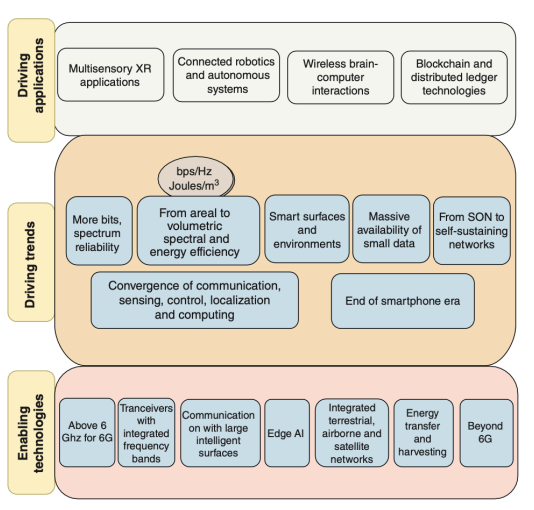 Driving
applications
Multisensory XR
applications
Connected robotics
and autonomous
systems
Wireless brain-
computer
interactions
Blockchain and
distributed ledger
technologies
Driving trends
bps/Hz
Joules/m³
More bits,
spectrum
reliability
From areal to
volumetric
spectral and
energy efficiency
Smart surfaces
and
environments
Massive
availability of
small data
From SON to
self-sustaining
networks
Convergence of communication,
sensing, control, localization
and computing
End of smartphone era
Enabling
technologies
Above 6
Ghz for 6G
Tranceivers
with
integrated
frequency
bands
Communication
on with large
intelligent
surfaces
Edge AI
Integrated
terrestrial,
airborne and
satellite
networks
Energy
transfer
and
harvesting
Beyond
6G